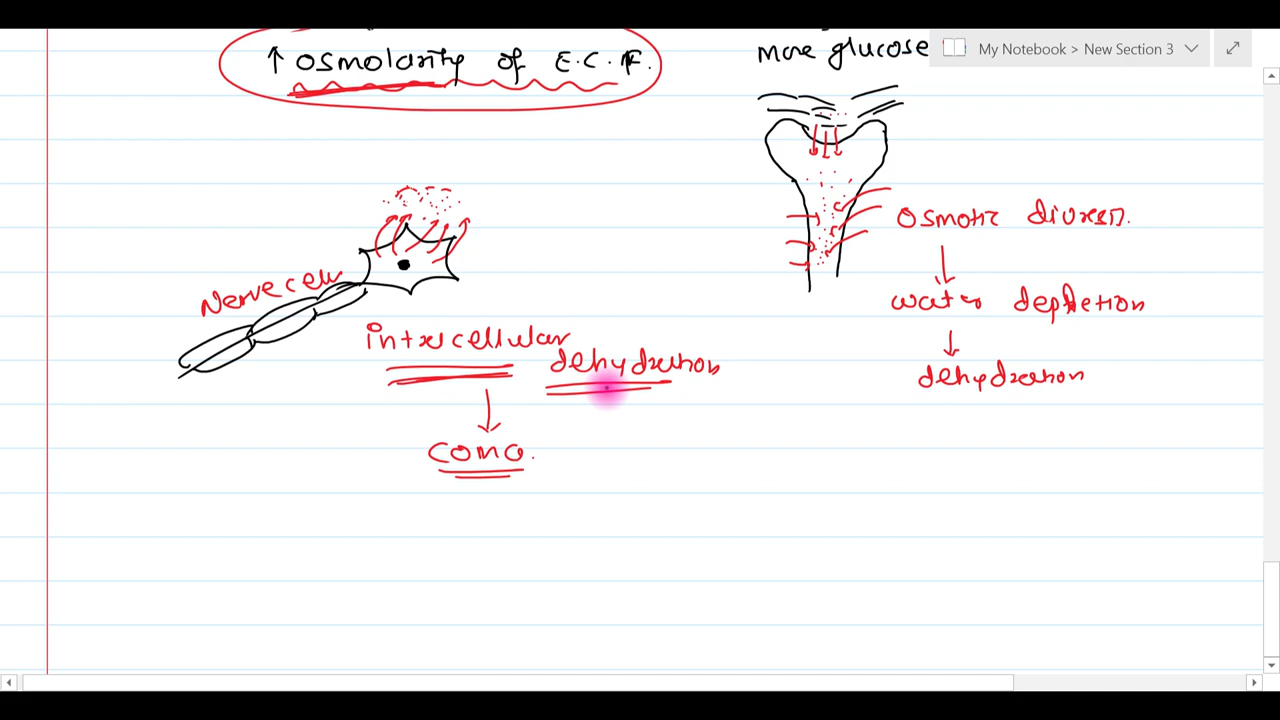 ↑ osmolarity of E.C.F.
more glucose
My Notebook > New Section 3
Nerve cell
intracellular
dehydration
↓
coma.
osmotic diuresis.
↓
water depletion
↓
dehydration